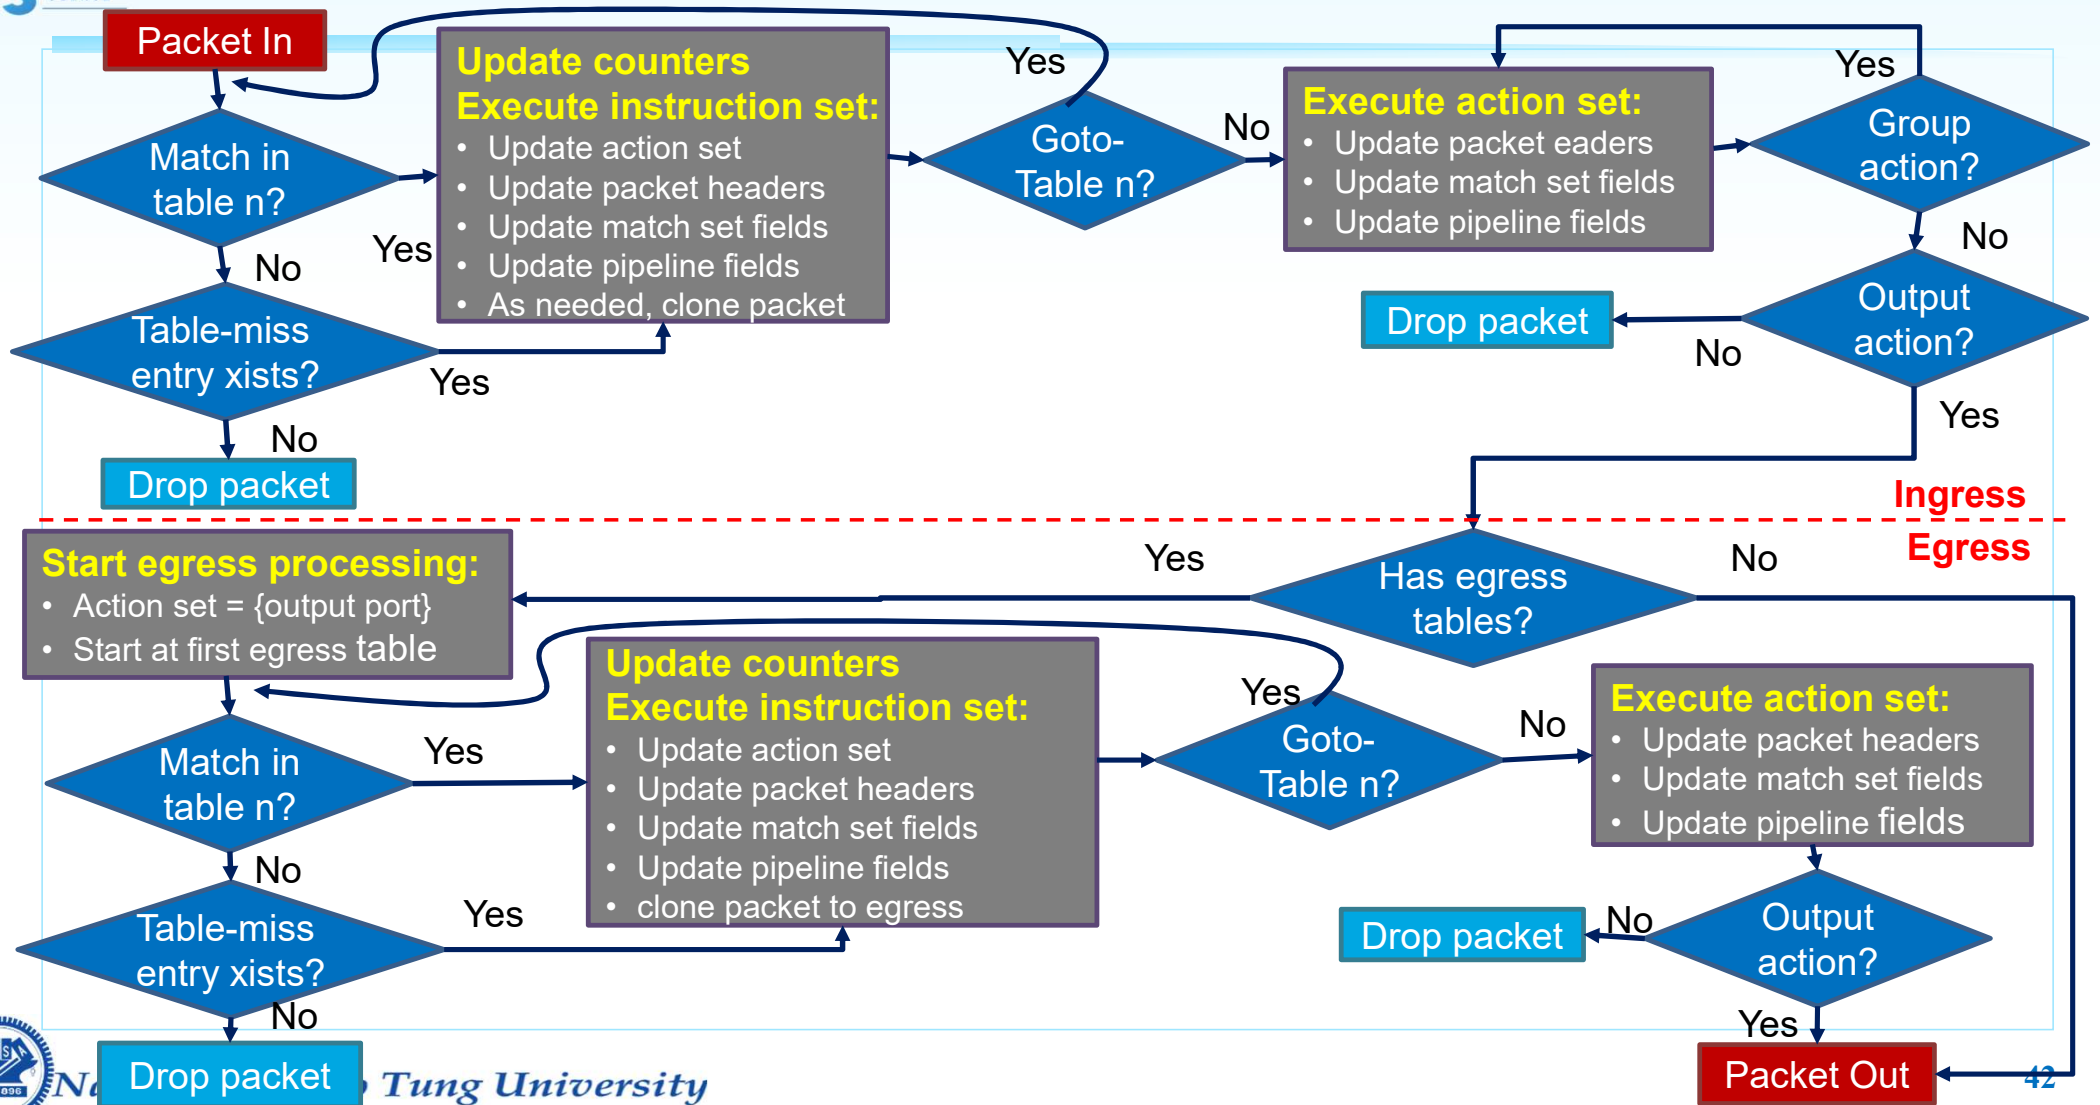 Packet In
Match in
table n?
Yes
No
Table-miss
entry xists?
Yes
No
Drop packet
Update counters
Execute instruction set:
• Update action set
• Update packet headers
• Update match set fields
• Update pipeline fields
• As needed, clone packet
Goto-
Table n?
Yes
No
Execute action set:
• Update packet eaders
• Update match set fields
• Update pipeline fields
Group
action?
Yes
No
Output
action?
No
Drop packet
Yes
Ingress
Egress
Has egress
tables?
Yes
No
Start egress processing:
• Action set = {output port}
• Start at first egress table
Match in
table n?
Yes
No
Table-miss
entry xists?
Yes
No
Drop packet
Update counters
Execute instruction set:
• Update action set
• Update packet headers
• Update match set fields
• Update pipeline fields
• clone packet to egress
Goto-
Table n?
Yes
No
Execute action set:
• Update packet headers
• Update match set fields
• Update pipeline fields
Output
action?
No
Drop packet
Yes
Packet Out
Tung University
42